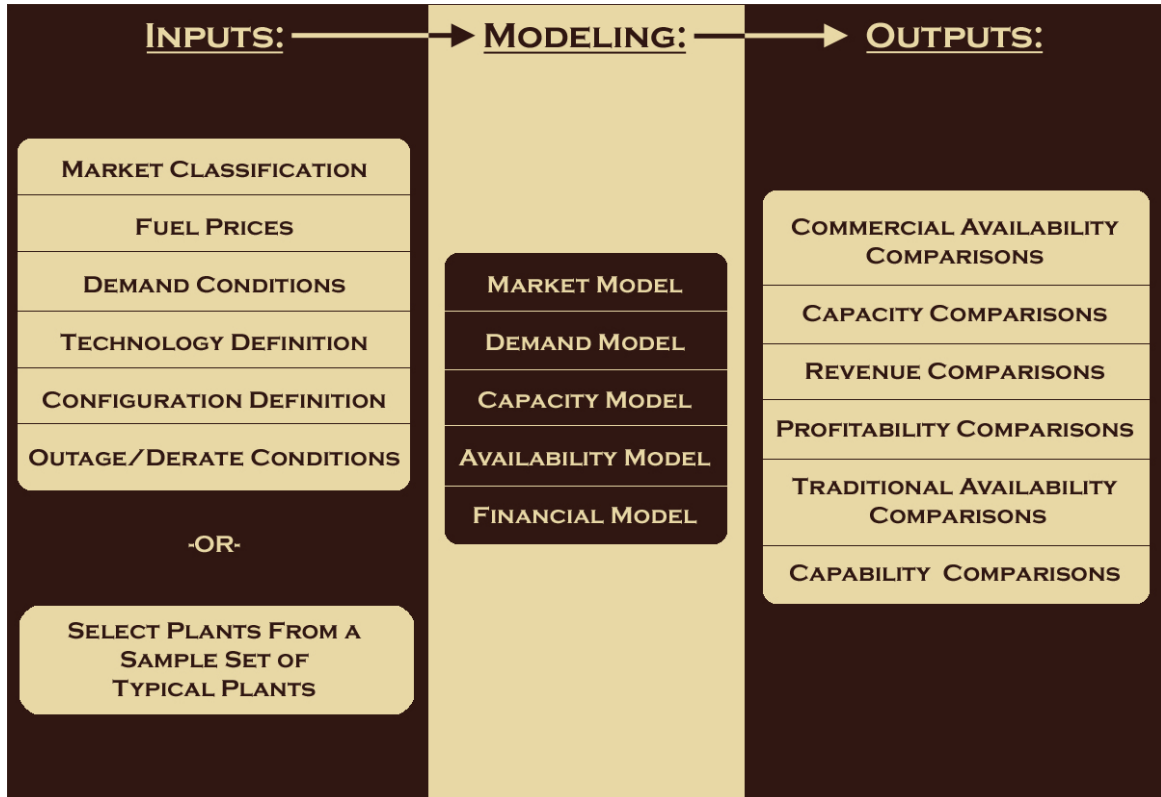 Inputs:
Modeling:
Outputs:
Market Classification
Fuel Prices
Demand Conditions
Technology Definition
Configuration Definition
Outage/Derate Conditions
-OR-
Select Plants From a
Sample Set of
Typical Plants
Market Model
Demand Model
Capacity Model
Availability Model
Financial Model
Commercial Availability
Comparisons
Capacity Comparisons
Revenue Comparisons
Profitability Comparisons
Traditional Availability
Comparisons
Capability Comparisons